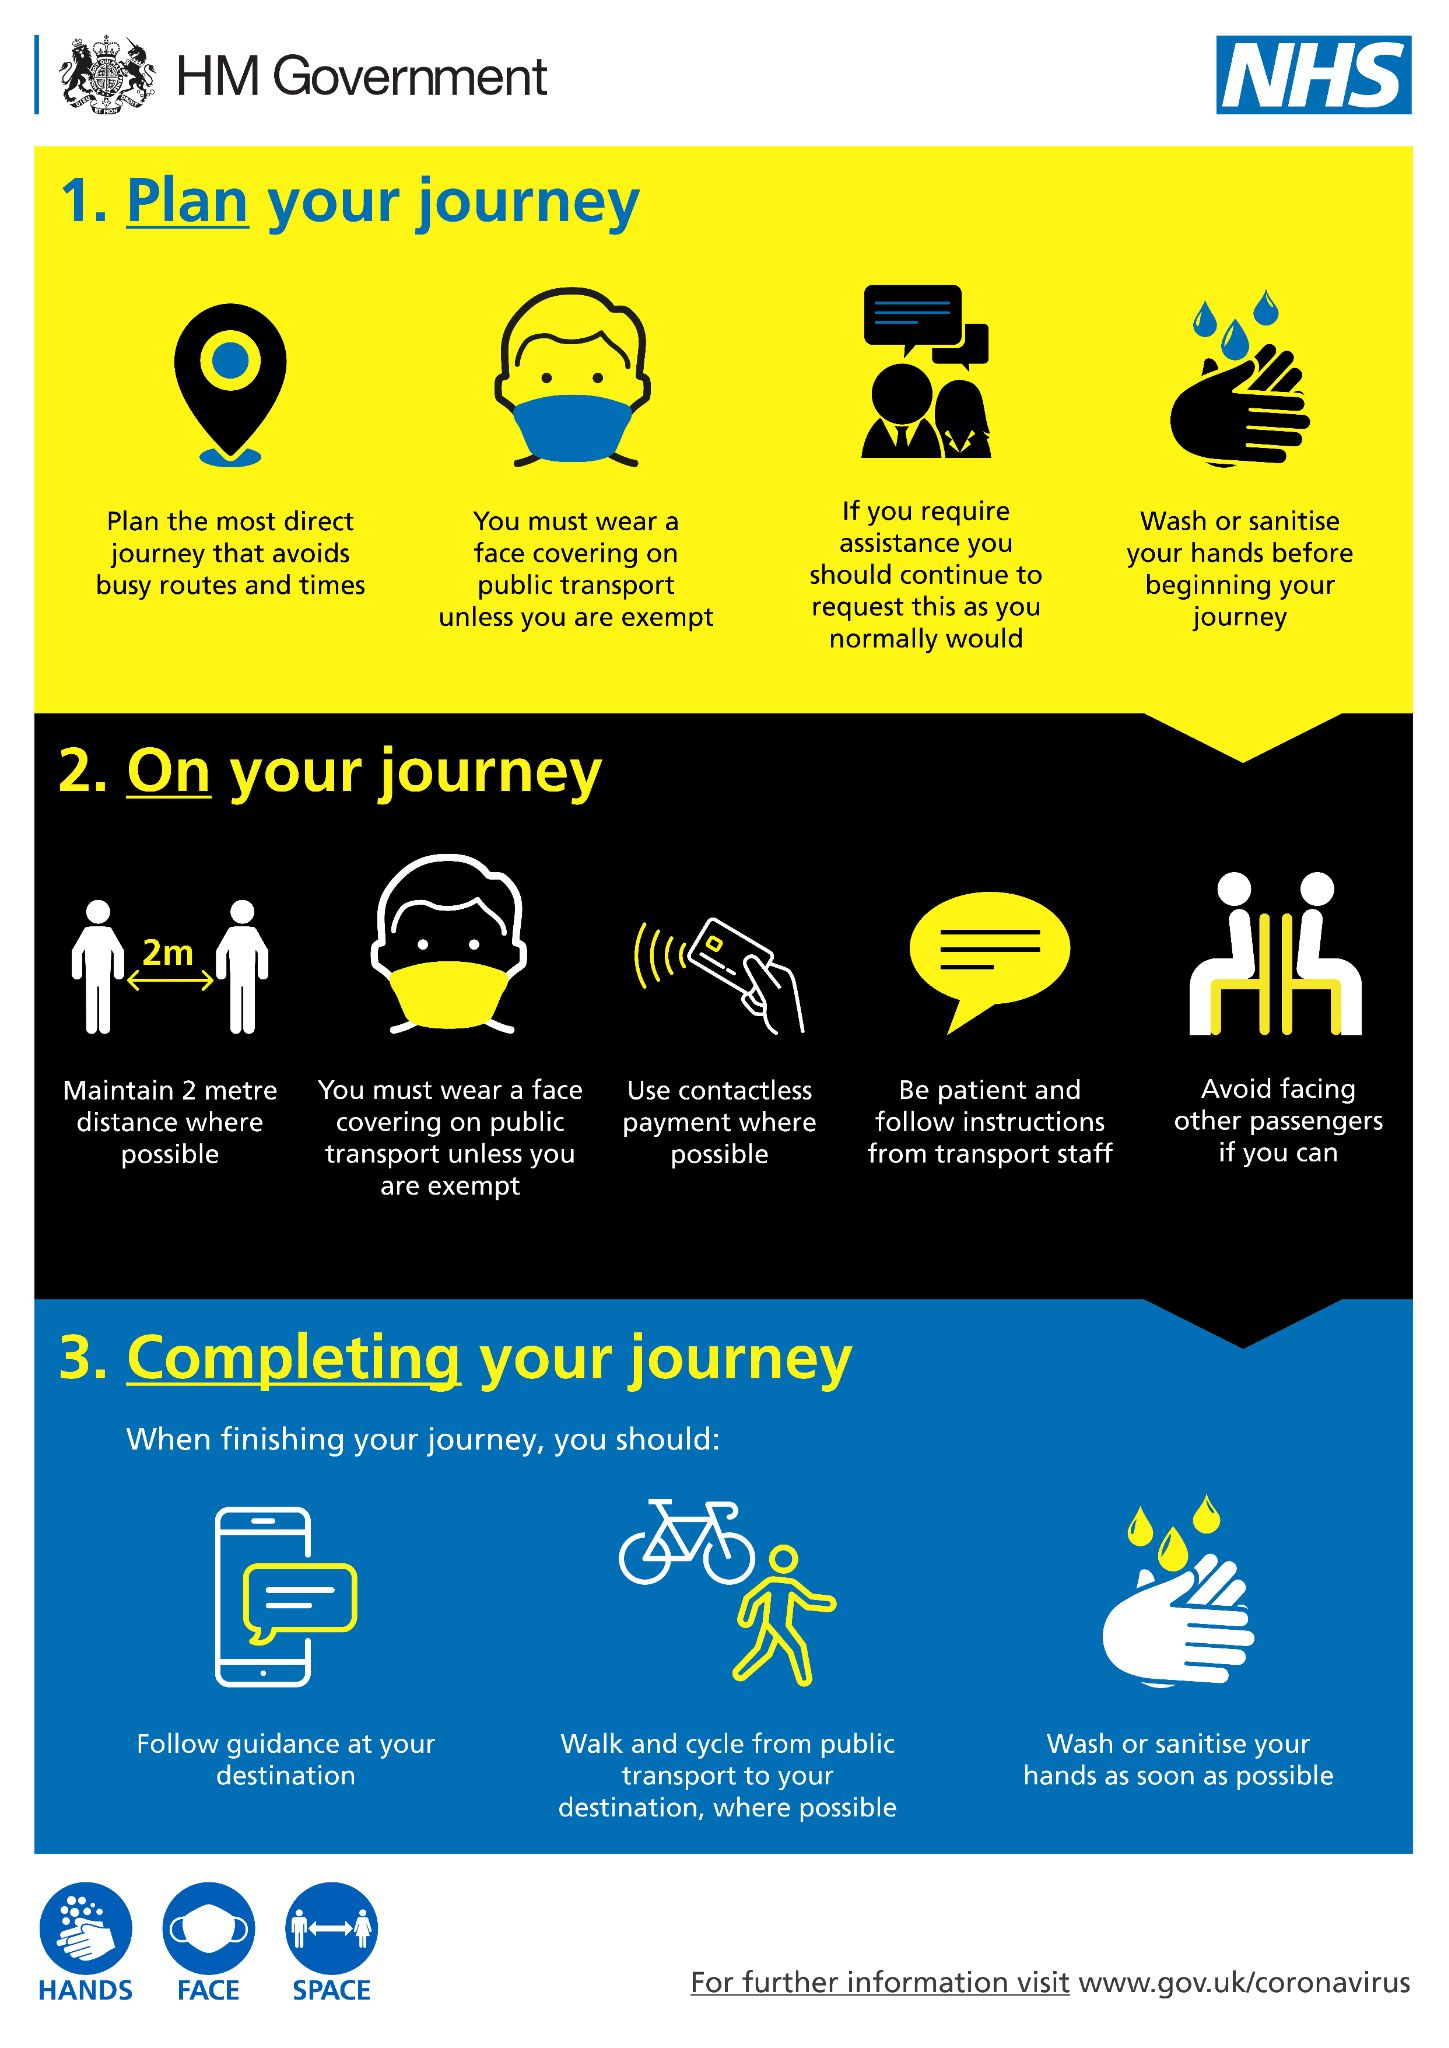 HM Government
NHS
1. Plan your journey
Plan the most direct
journey that avoids
busy routes and times
You must wear a
face covering on
public transport
unless you are exempt
If you require
assistance you
should continue to
request this as you
normally would
Wash or sanitise
your hands before
beginning your
journey
2. On your journey
2m
Maintain 2 metre
distance where
possible
You must wear a face
covering on public
transport unless you
are exempt
Use contactless
payment where
possible
Be patient and
follow instructions
from transport staff
Avoid facing
other passengers
if you can
3. Completing your journey
When finishing your journey, you should:
Follow guidance at your
destination
Walk and cycle from public
transport to your
destination, where possible
Wash or sanitise your
hands as soon as possible
HANDS
FACE
SPACE
For further information visit www.gov.uk/coronavirus